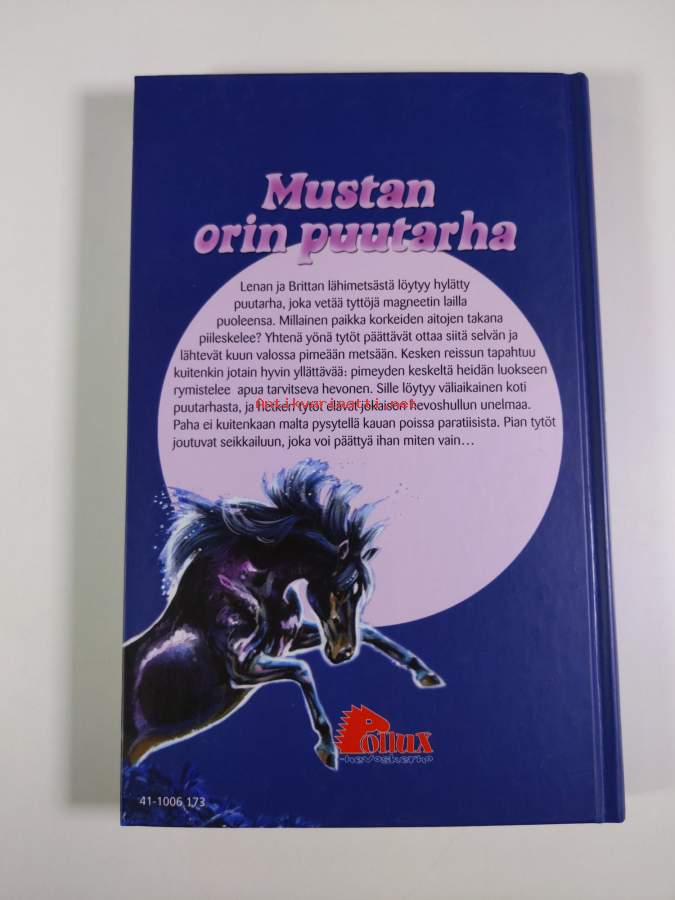 Mustan
orin puutarha
Lenan ja Brittan lähimetsästä löytyy hylätty
puutarha, joka vetää tyttöjä magneetin lailla
puoleensa. Millainen paikka korkeiden aitojen takana
piileskelee? Yhtenä yönä tytöt päättävät ottaa siitä selvän ja
lähtevät kuun valossa pimeään metsään. Kesken reissun tapahtuu
kuitenkin jotain hyvin yllättävää: pimeyden keskeltä heidän luokseen
rymistelee apua tarvitseva hevonen. Sille löytyy väliaikainen koti
Antikvariaatti.net
puutarhasta, ja hetken tytöt elävät jokaisen hevoshullun unelmaa.
Paha ei kuitenkaan malta pysytellä kauan poissa paratiisista. Pian tytöt
joutuvat seikkailuun, joka voi päättyä ihan miten vain…
Pollux
-hevoskerho
41-1006 173